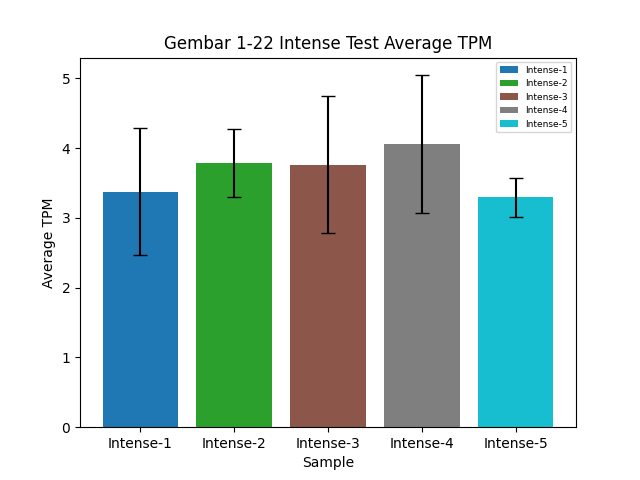 Gembar 1-22 Intense Test Average TPM
Intense-1
Intense-2
Intense-3
Intense-4
Intense-5
Average TPM
5
4
3
2
1
0
Intense-1 Intense-2 Intense-3 Intense-4 Intense-5
Sample